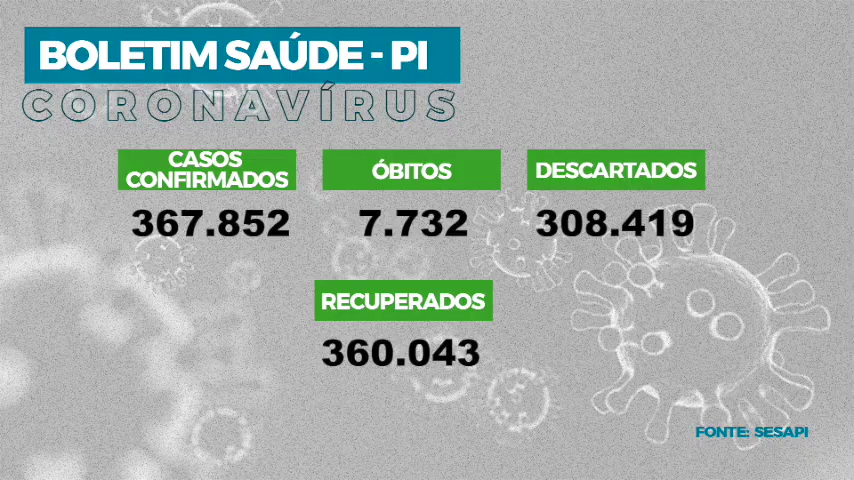 BOLETIM SAÚDE - PI
CORONAVÍRUS
CASOS
CONFIRMADOS
367.852
ÓBITOS
7.732
DESCARTADOS
308.419
RECUPERADOS
360.043
FONTE: SESAPI